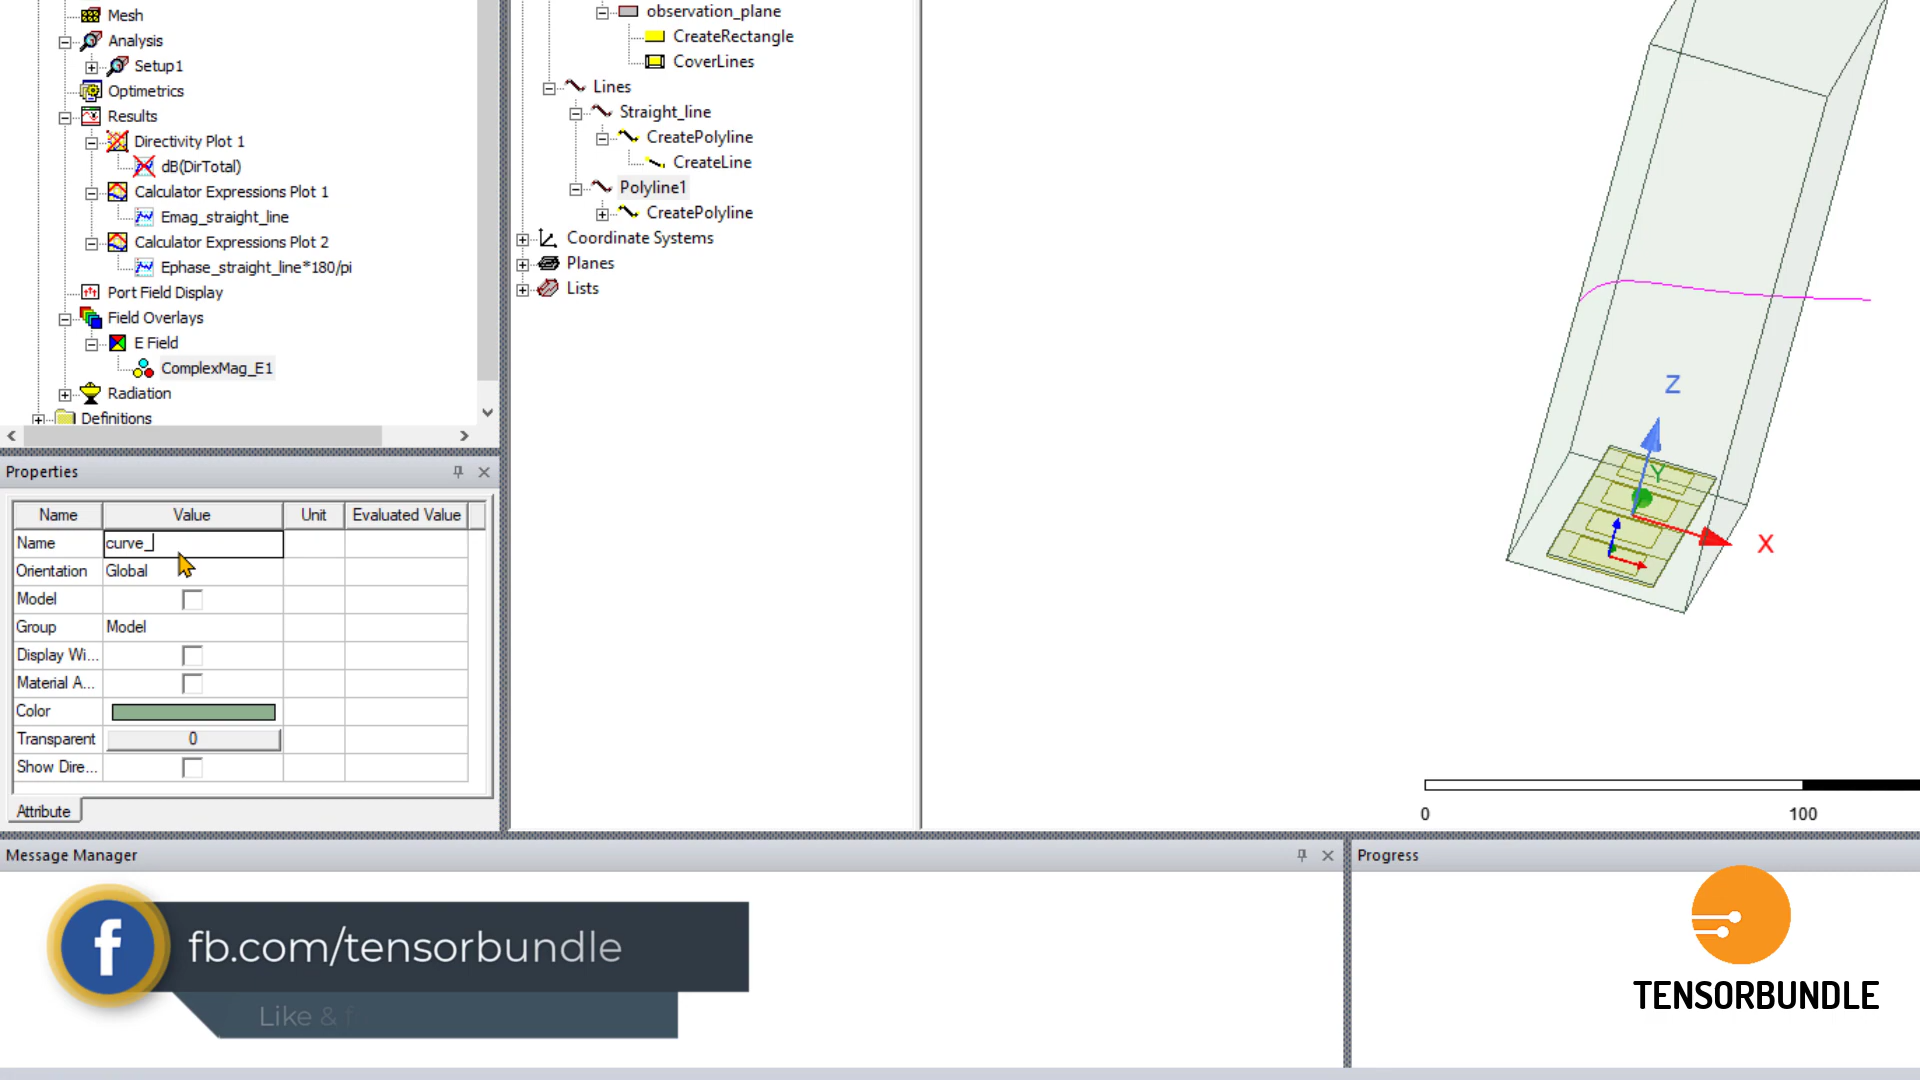 Mesh
Analysis
Setup1
Optimetrics
Results
Directivity Plot 1
dB(DirTotal)
Calculator Expressions Plot 1
Emag_straight_line
Calculator Expressions Plot 2
Ephase_straight_line*180/pi
Port Field Display
Field Overlays
E Field
ComplexMag_E1
Radiation
Definitions
observation_plane
CreateRectangle
CoverLines
Lines
Straight_line
CreatePolyline
CreateLine
Polyline1
CreatePolyline
Coordinate Systems
Planes
Lists
Z
Y
X
0
100
Properties
Name Value Unit Evaluated Value
Name curve_
Orientation Global
Model
Group Model
Display Wi...
Material A...
Color
Transparent 0
Show Dire...
Attribute
Message Manager
Progress
f fb.com/tensorbundle
Like & f
TENSORBUNDLE